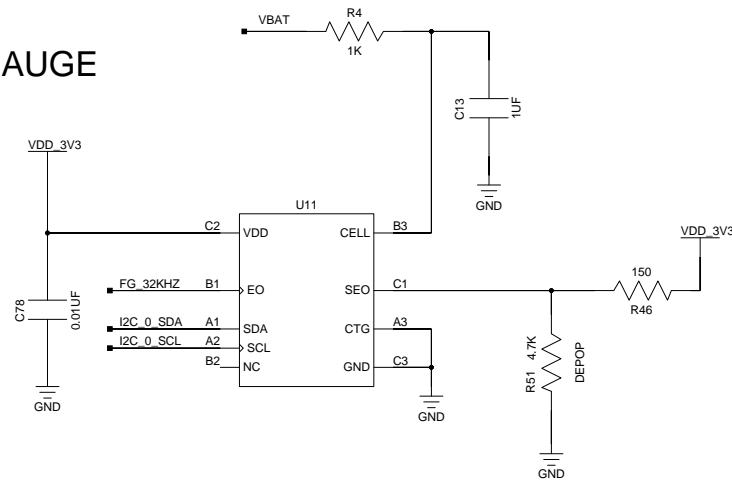 AUGE
VBAT
R4
1K
C13
1UF
GND
VDD_3V3
C78
0.01UF
GND
U11
C2
VDD
CELL
B3
FG_32KHZ
B1
EO
SEO
C1
I2C_0_SDA
A1
SDA
CTG
A3
I2C_0_SCL
A2
SCL
B2
NC
GND
C3
GND
VDD_3V3
150
R46
R51
4.7K
DEPOP
GND